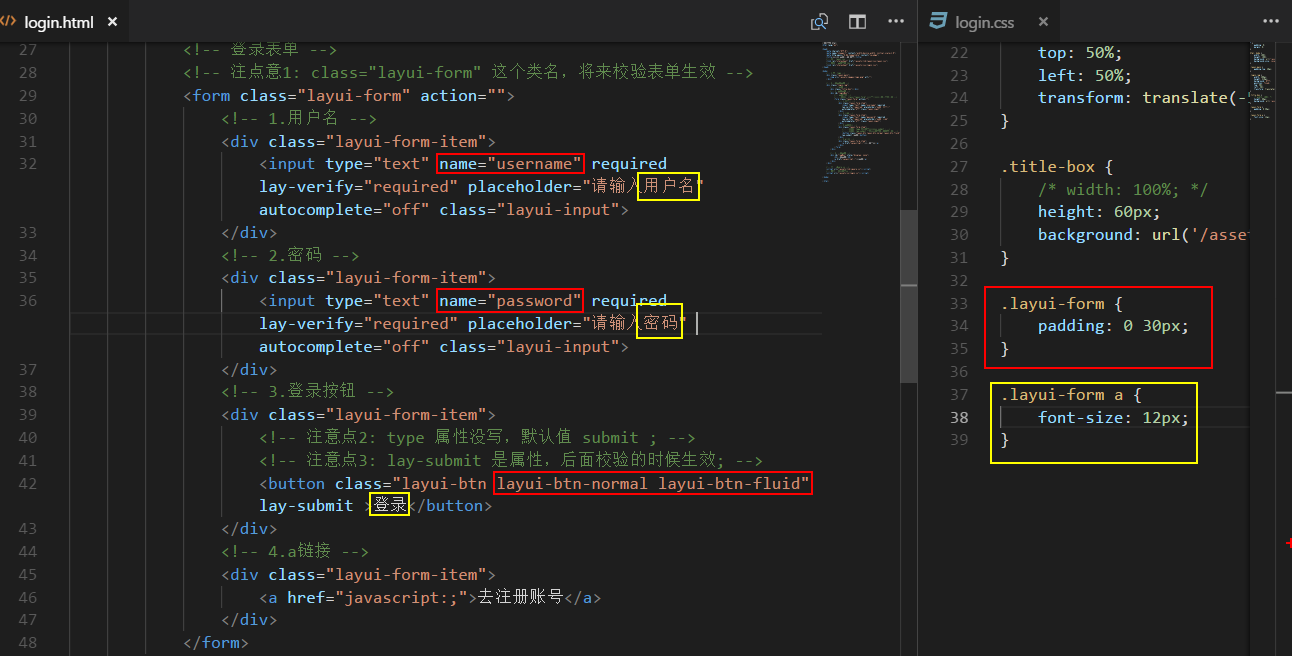 login.html ×
27 <!-- 登录表单 -->
28 <!-- 注点意1: class="layui-form" 这个类名，将来校验表单生效 -->
29 <form class="layui-form" action="">
30 <!-- 1.用户名 -->
31 <div class="layui-form-item">
32 <input type="text" name="username" required
lay-verify="required" placeholder="请输入用户名"
autocomplete="off" class="layui-input">
33 </div>
34 <!-- 2.密码 -->
35 <div class="layui-form-item">
36 <input type="text" name="password" required
lay-verify="required" placeholder="请输入密码"
autocomplete="off" class="layui-input">
37 </div>
38 <!-- 3.登录按钮 -->
39 <div class="layui-form-item">
40 <!-- 注意点2: type 属性没写，默认值 submit ; -->
41 <!-- 注意点3: lay-submit 是属性，后面校验的时候生效; -->
42 <button class="layui-btn layui-btn-normal layui-btn-fluid"
lay-submit >登录</button>
43 </div>
44 <!-- 4.a链接 -->
45 <div class="layui-form-item">
46 <a href="javascript:;">去注册账号</a>
47 </div>
48 </form>
login.css ×
22 top: 50%;
23 left: 50%;
24 transform: translate(-
25 }
26
27 .title-box {
28 /* width: 100%; */
29 height: 60px;
30 background: url('/asse
31 }
32
33 .layui-form {
34 padding: 0 30px;
35 }
36
37 .layui-form a {
38 font-size: 12px;
39 }